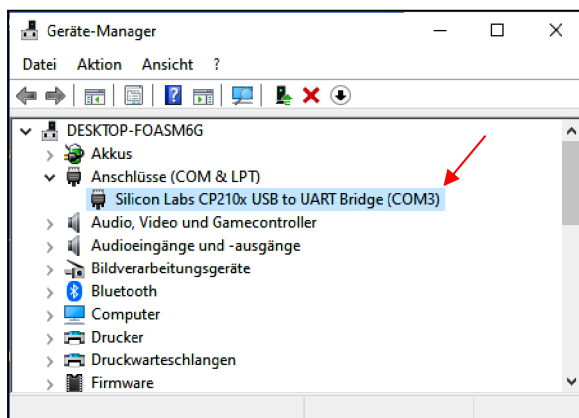 Geräte-Manager
Datei Aktion Ansicht ?
DESKTOP-FOASM6G
Akkus
Anschlüsse (COM & LPT)
Silicon Labs CP210x USB to UART Bridge (COM3)
Audio, Video und Gamecontroller
Audioeingänge und -ausgänge
Bildverarbeitungsgeräte
Bluetooth
Computer
Drucker
Druckwarteschlangen
Firmware